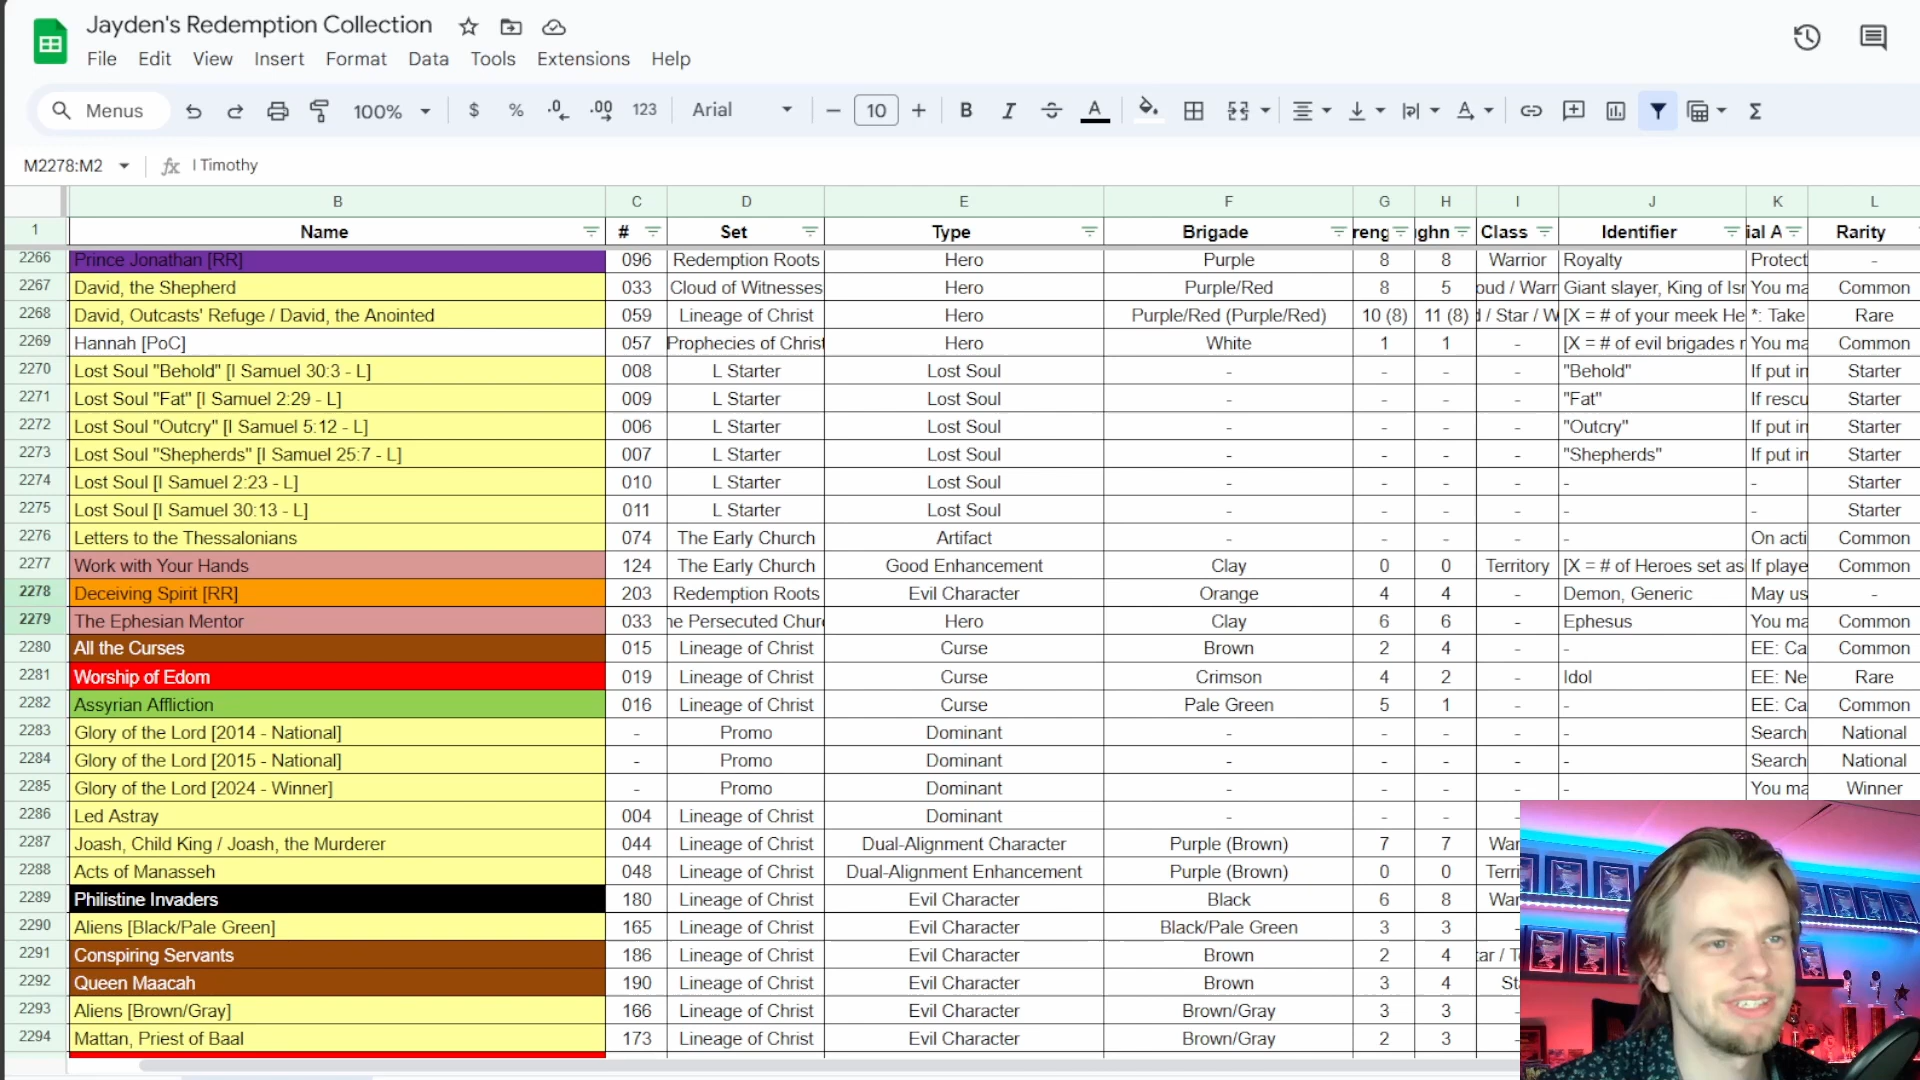 Jayden's Redemption Collection
File Edit View Insert Format Data Tools Extensions Help
Menus 100% $ % .0 .00 123 Arial 10 B I A Σ
M2278:M2 fx I Timothy
B C D E F G H I J K L
1 Name # Set Type Brigade reng ighn Class Identifier ial A Rarity
2266 Prince Jonathan [RR] 096 Redemption Roots Hero Purple 8 8 Warrior Royalty Protect -
2267 David, the Shepherd 033 Cloud of Witnesses Hero Purple/Red 8 5 oud / Warr Giant slayer, King of Isr You ma Common
2268 David, Outcasts' Refuge / David, the Anointed 059 Lineage of Christ Hero Purple/Red (Purple/Red) 10 (8) 11 (8) d / Star / W [X = # of your meek He *: Take Rare
2269 Hannah [PoC] 057 Prophecies of Christ Hero White 1 1 - [X = # of evil brigades r You ma Common
2270 Lost Soul "Behold" [I Samuel 30:3 - L] 008 L Starter Lost Soul - - - - "Behold" If put in Starter
2271 Lost Soul "Fat" [I Samuel 2:29 - L] 009 L Starter Lost Soul - - - - "Fat" If rescu Starter
2272 Lost Soul "Outcry" [I Samuel 5:12 - L] 006 L Starter Lost Soul - - - - "Outcry" If put in Starter
2273 Lost Soul "Shepherds" [I Samuel 25:7 - L] 007 L Starter Lost Soul - - - - "Shepherds" If put in Starter
2274 Lost Soul [I Samuel 2:23 - L] 010 L Starter Lost Soul - - - - - - Starter
2275 Lost Soul [I Samuel 30:13 - L] 011 L Starter Lost Soul - - - - - - Starter
2276 Letters to the Thessalonians 074 The Early Church Artifact - - - - - On acti Common
2277 Work with Your Hands 124 The Early Church Good Enhancement Clay 0 0 Territory [X = # of Heroes set as If playe Common
2278 Deceiving Spirit [RR] 203 Redemption Roots Evil Character Orange 4 4 - Demon, Generic May us -
2279 The Ephesian Mentor 033 he Persecuted Chur Hero Clay 6 6 - Ephesus You ma Common
2280 All the Curses 015 Lineage of Christ Curse Brown 2 4 - - EE: Ca Common
2281 Worship of Edom 019 Lineage of Christ Curse Crimson 4 2 - Idol EE: Ne Rare
2282 Assyrian Affliction 016 Lineage of Christ Curse Pale Green 5 1 - - EE: Ca Common
2283 Glory of the Lord [2014 - National] - Promo Dominant - - - - - Search National
2284 Glory of the Lord [2015 - National] - Promo Dominant - - - - - Search National
2285 Glory of the Lord [2024 - Winner] - Promo Dominant - - - - - You ma Winner
2286 Led Astray 004 Lineage of Christ Dominant - - -
2287 Joash, Child King / Joash, the Murderer 044 Lineage of Christ Dual-Alignment Character Purple (Brown) 7 7 War
2288 Acts of Manasseh 048 Lineage of Christ Dual-Alignment Enhancement Purple (Brown) 0 0 Terri
2289 Philistine Invaders 180 Lineage of Christ Evil Character Black 6 8 War
2290 Aliens [Black/Pale Green] 165 Lineage of Christ Evil Character Black/Pale Green 3 3 -
2291 Conspiring Servants 186 Lineage of Christ Evil Character Brown 2 4 ar / T
2292 Queen Maacah 190 Lineage of Christ Evil Character Brown 3 4 St
2293 Aliens [Brown/Gray] 166 Lineage of Christ Evil Character Brown/Gray 3 3 -
2294 Mattan, Priest of Baal 173 Lineage of Christ Evil Character Brown/Gray 2 3 -